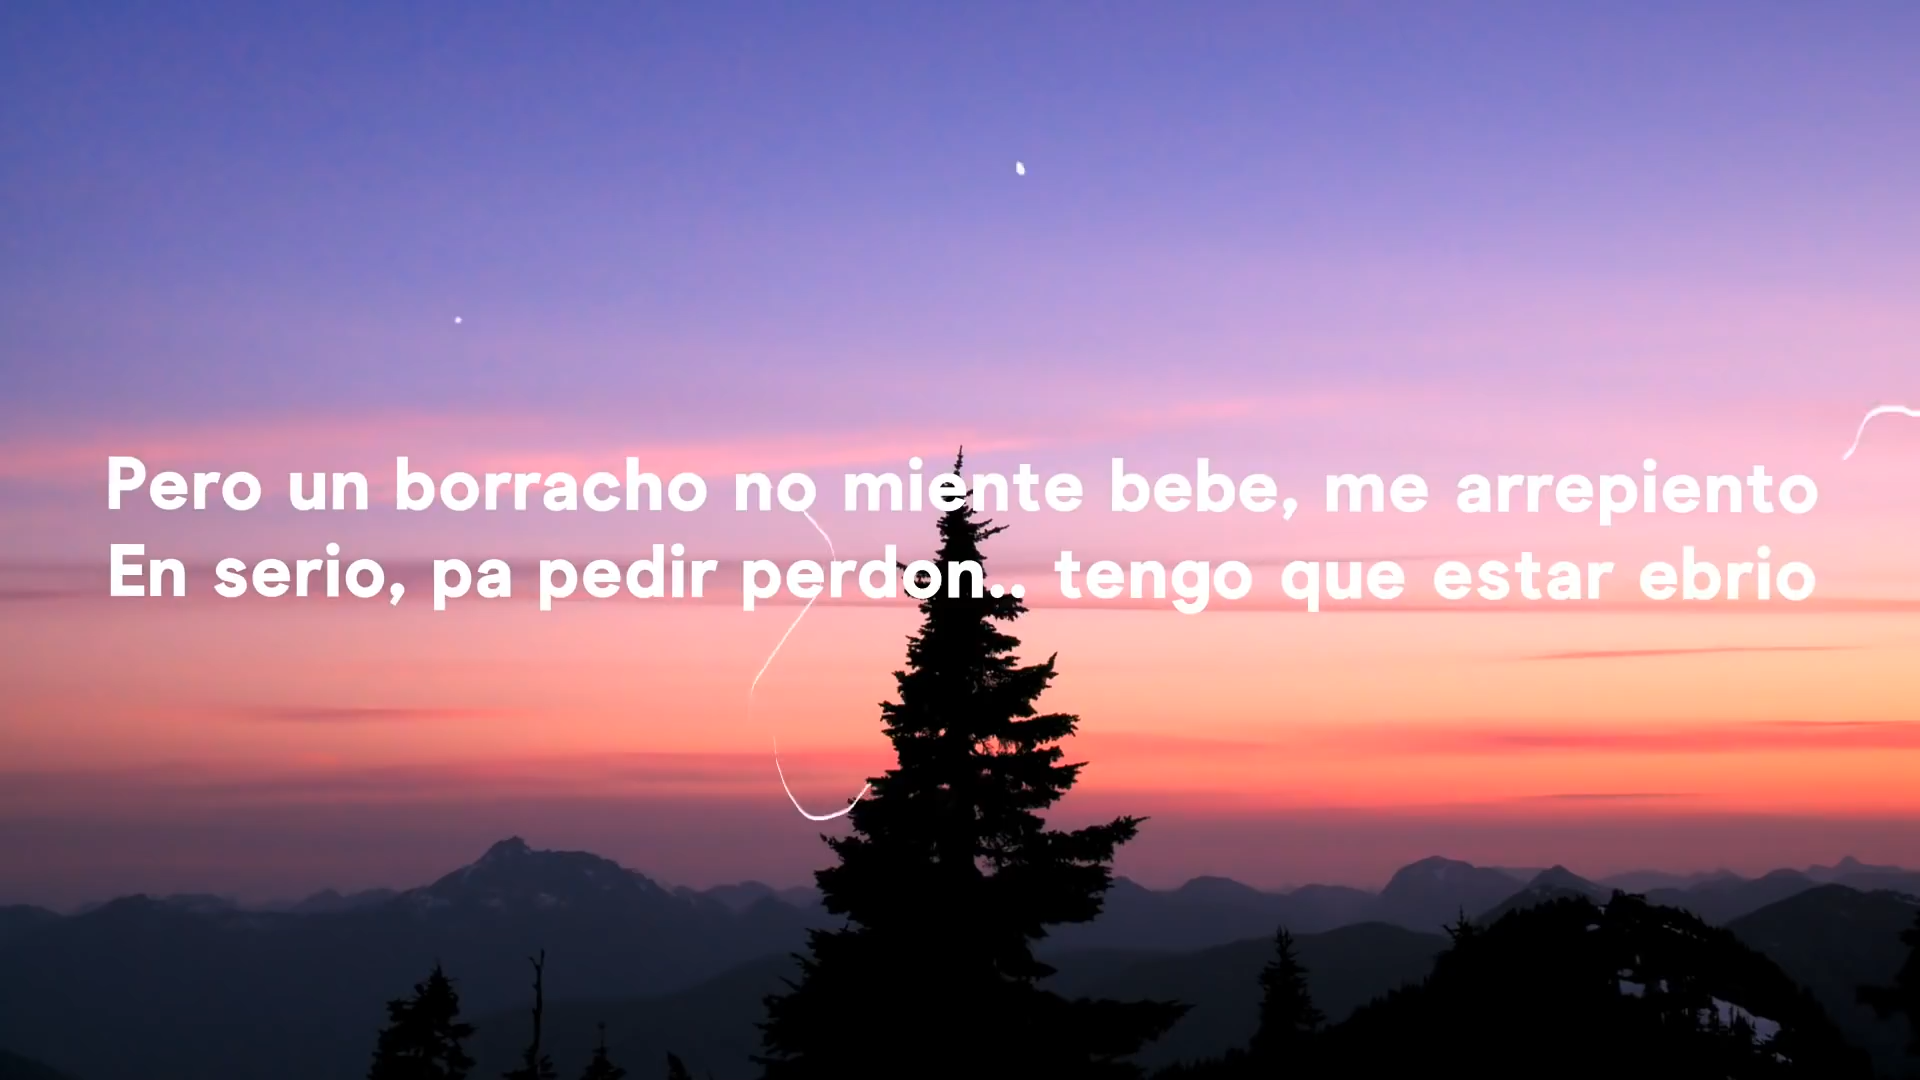 Pero un borracho no miente bebe, me arrepiento
En serio, pa pedir perdon.. tengo que estar ebrio